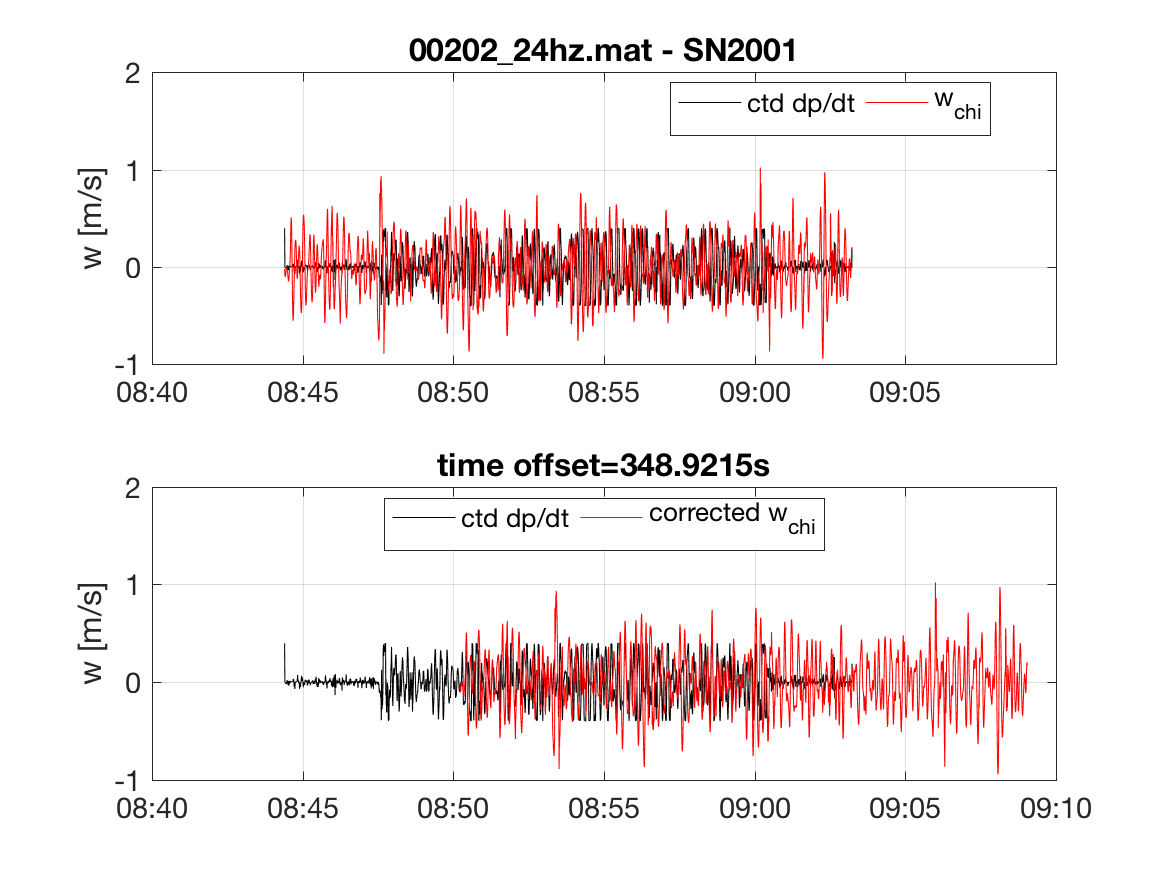 00202_24hz.mat - SN2001
ctd dp/dt w_chi
2
1
0
-1
w [m/s]
08:40 08:45 08:50 08:55 09:00 09:05
time offset=348.9215s
ctd dp/dt corrected w_chi
2
1
0
-1
w [m/s]
08:40 08:45 08:50 08:55 09:00 09:05 09:10